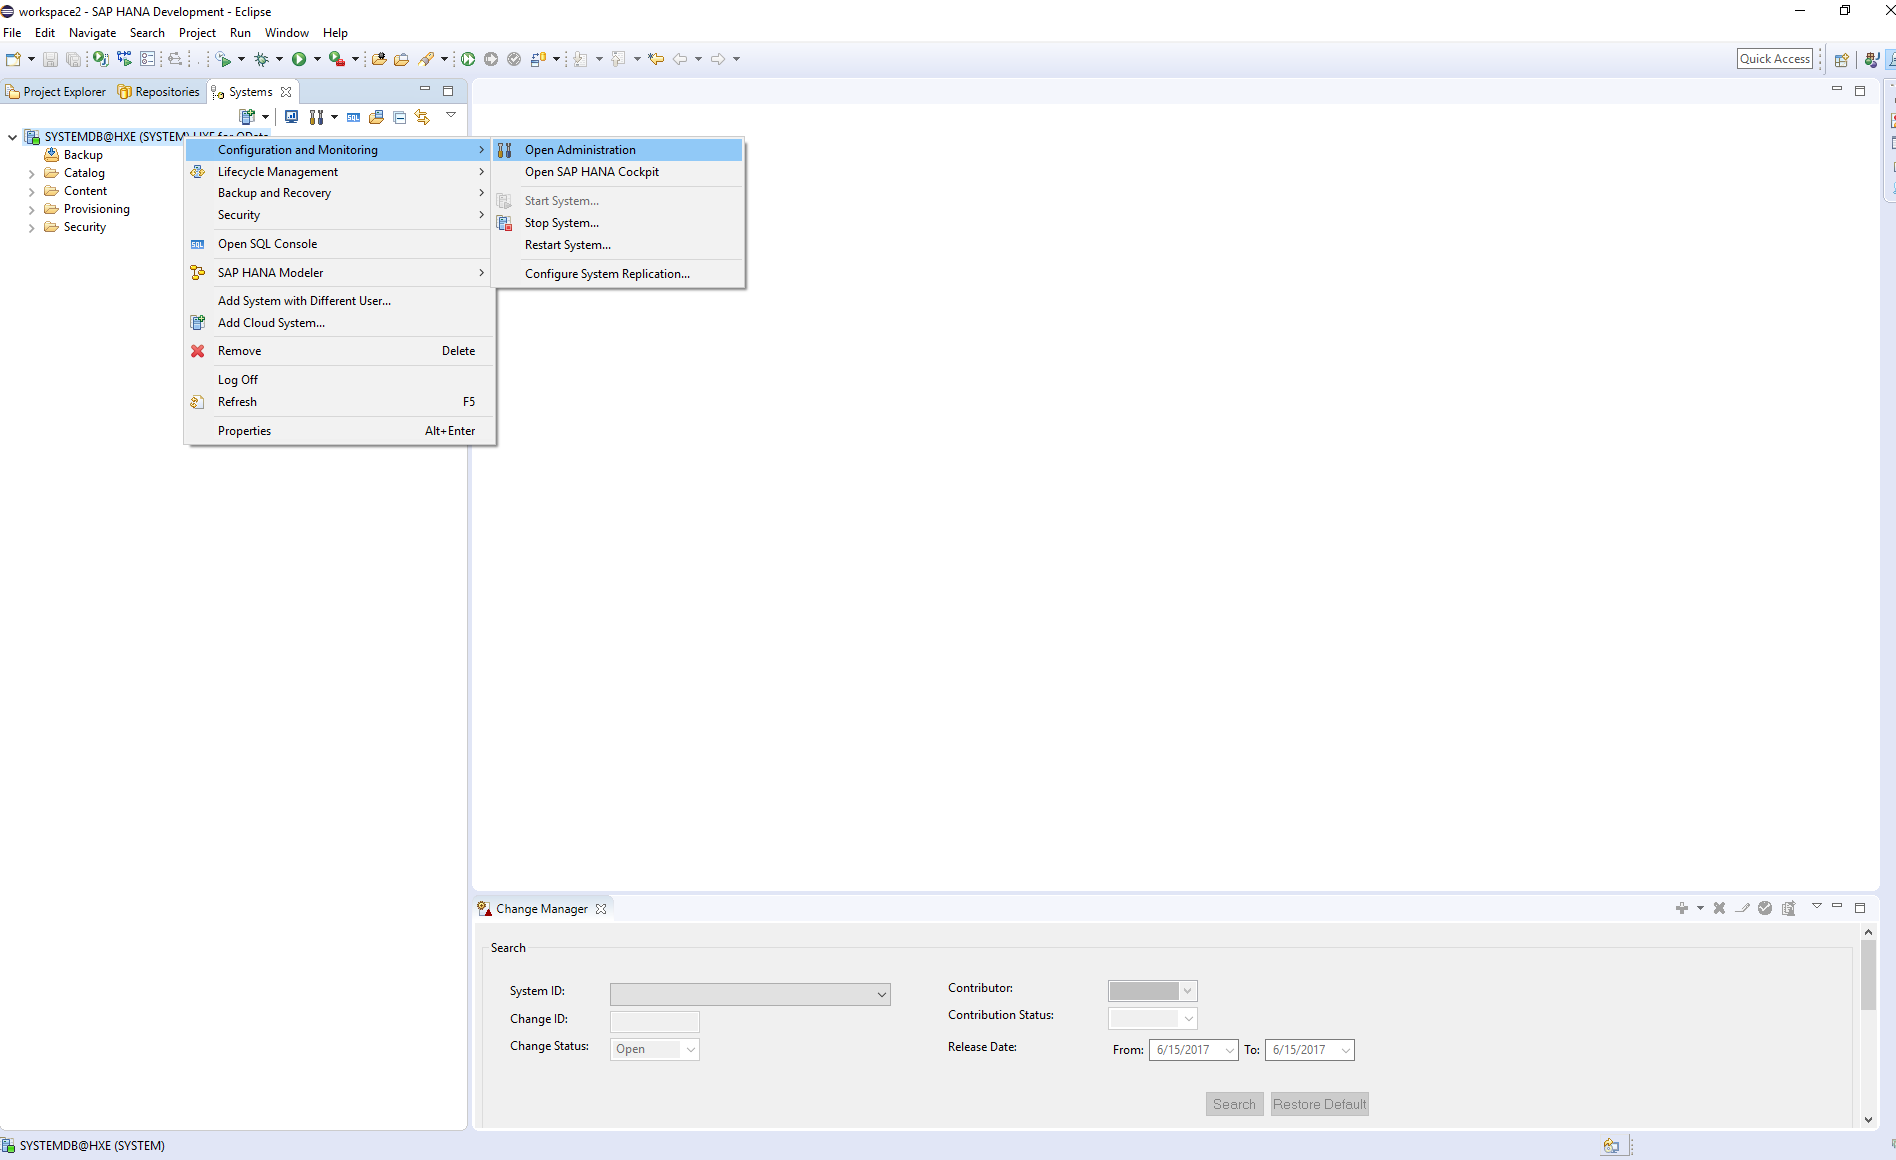 workspace2 - SAP HANA Development - Eclipse
File Edit Navigate Search Project Run Window Help
Quick Access
Project Explorer Repositories Systems
SYSTEMDB@HXE (SYSTEM) HXE for OData
Backup
Catalog
Content
Provisioning
Security
Configuration and Monitoring
Lifecycle Management
Backup and Recovery
Security
SQL Open SQL Console
SAP HANA Modeler
Add System with Different User...
Add Cloud System...
Remove Delete
Log Off
Refresh F5
Properties Alt+Enter
Open Administration
Open SAP HANA Cockpit
Start System...
Stop System...
Restart System...
Configure System Replication...
Change Manager
Search
System ID:
Change ID:
Change Status: Open
Contributor:
Contribution Status:
Release Date: From: 6/15/2017 To: 6/15/2017
Search Restore Default
SYSTEMDB@HXE (SYSTEM)